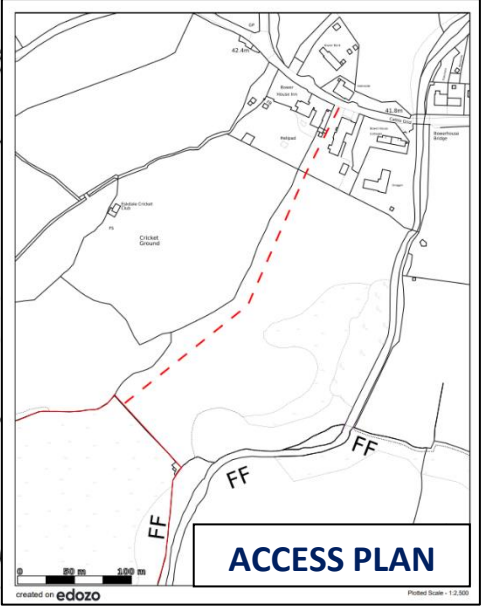 GP
42.4m
Bower
House Inn
41.8m
Helipad
Bowerhouse
Bridge
Eskdale Cricket
Club
Cricket
Ground
FF
FF
FF
ACCESS PLAN
0 50 m 100 m
created on edozo
Plotted Scale - 1:2,500